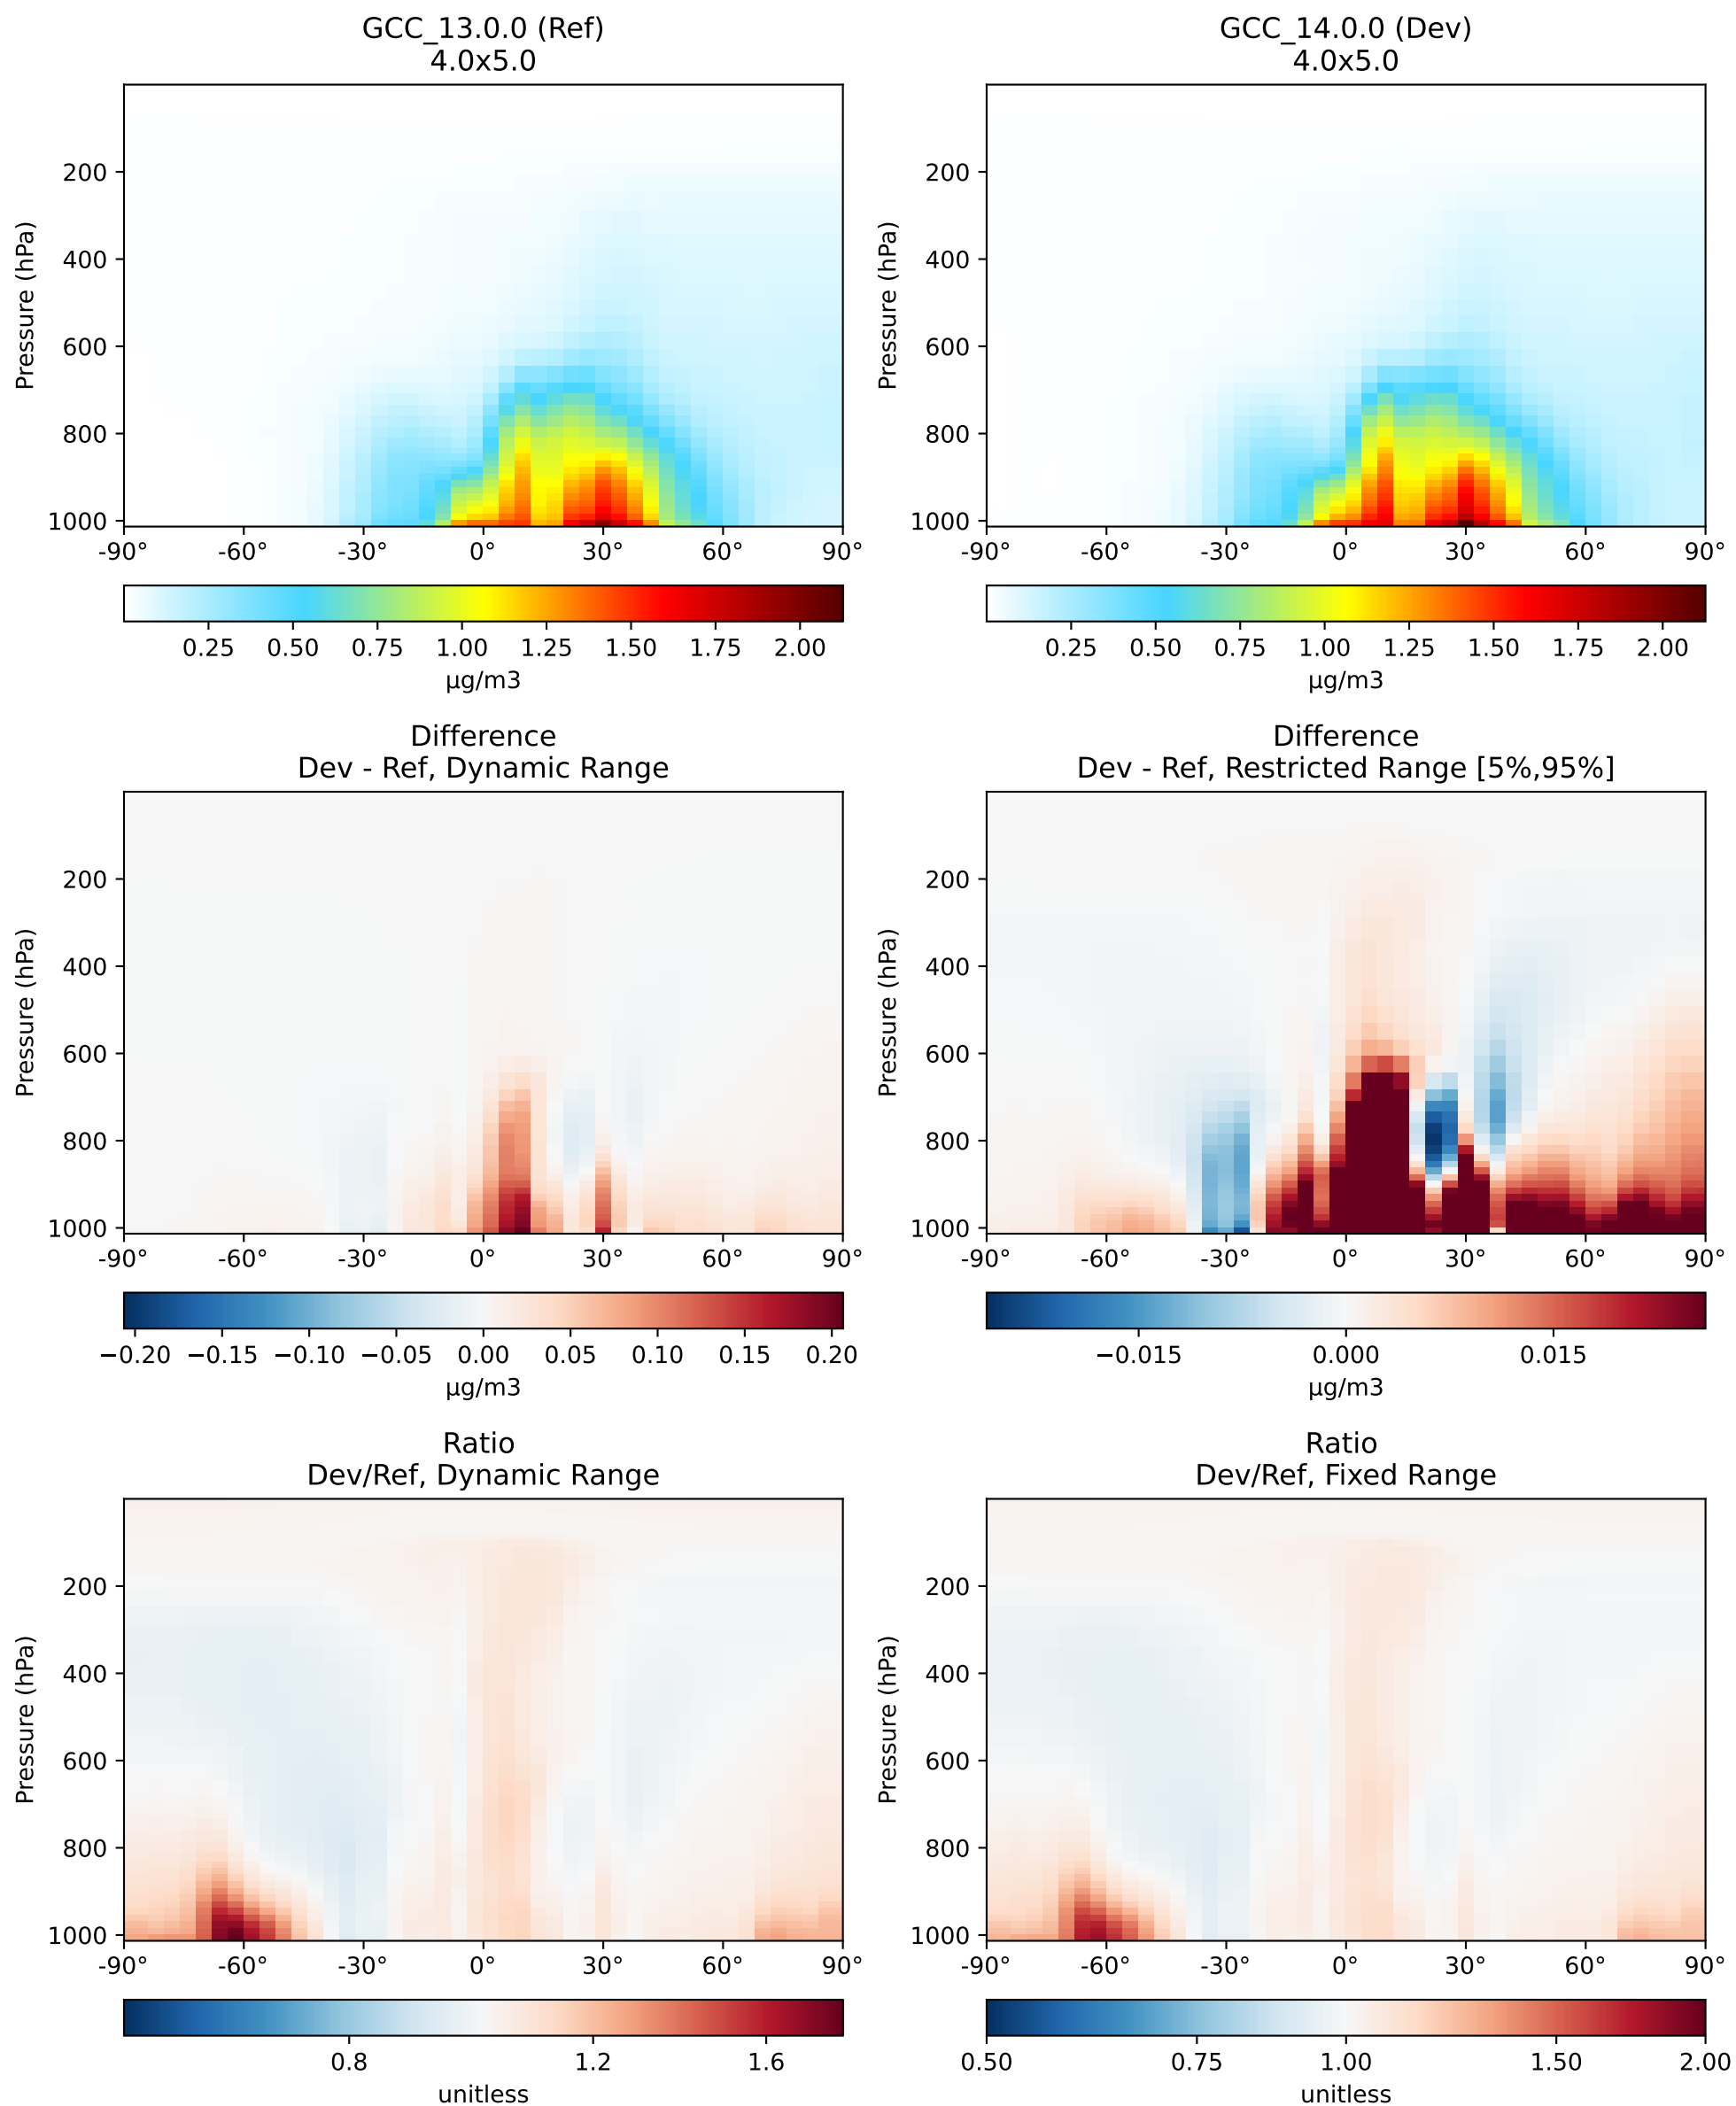 GCC_13.0.0 (Ref)
4.0x5.0
Pressure (hPa)
200
400
600
800
1000
-90° -60° -30° 0° 30° 60° 90°
0.25 0.50 0.75 1.00 1.25 1.50 1.75 2.00
µg/m3
GCC_14.0.0 (Dev)
4.0x5.0
Pressure (hPa)
200
400
600
800
1000
-90° -60° -30° 0° 30° 60° 90°
0.25 0.50 0.75 1.00 1.25 1.50 1.75 2.00
µg/m3
Difference
Dev - Ref, Dynamic Range
Pressure (hPa)
200
400
600
800
1000
-90° -60° -30° 0° 30° 60° 90°
−0.20 −0.15 −0.10 −0.05 0.00 0.05 0.10 0.15 0.20
µg/m3
Difference
Dev - Ref, Restricted Range [5%,95%]
Pressure (hPa)
200
400
600
800
1000
-90° -60° -30° 0° 30° 60° 90°
−0.015 0.000 0.015
µg/m3
Ratio
Dev/Ref, Dynamic Range
Pressure (hPa)
200
400
600
800
1000
-90° -60° -30° 0° 30° 60° 90°
0.8 1.2 1.6
unitless
Ratio
Dev/Ref, Fixed Range
Pressure (hPa)
200
400
600
800
1000
-90° -60° -30° 0° 30° 60° 90°
0.50 0.75 1.00 1.50 2.00
unitless